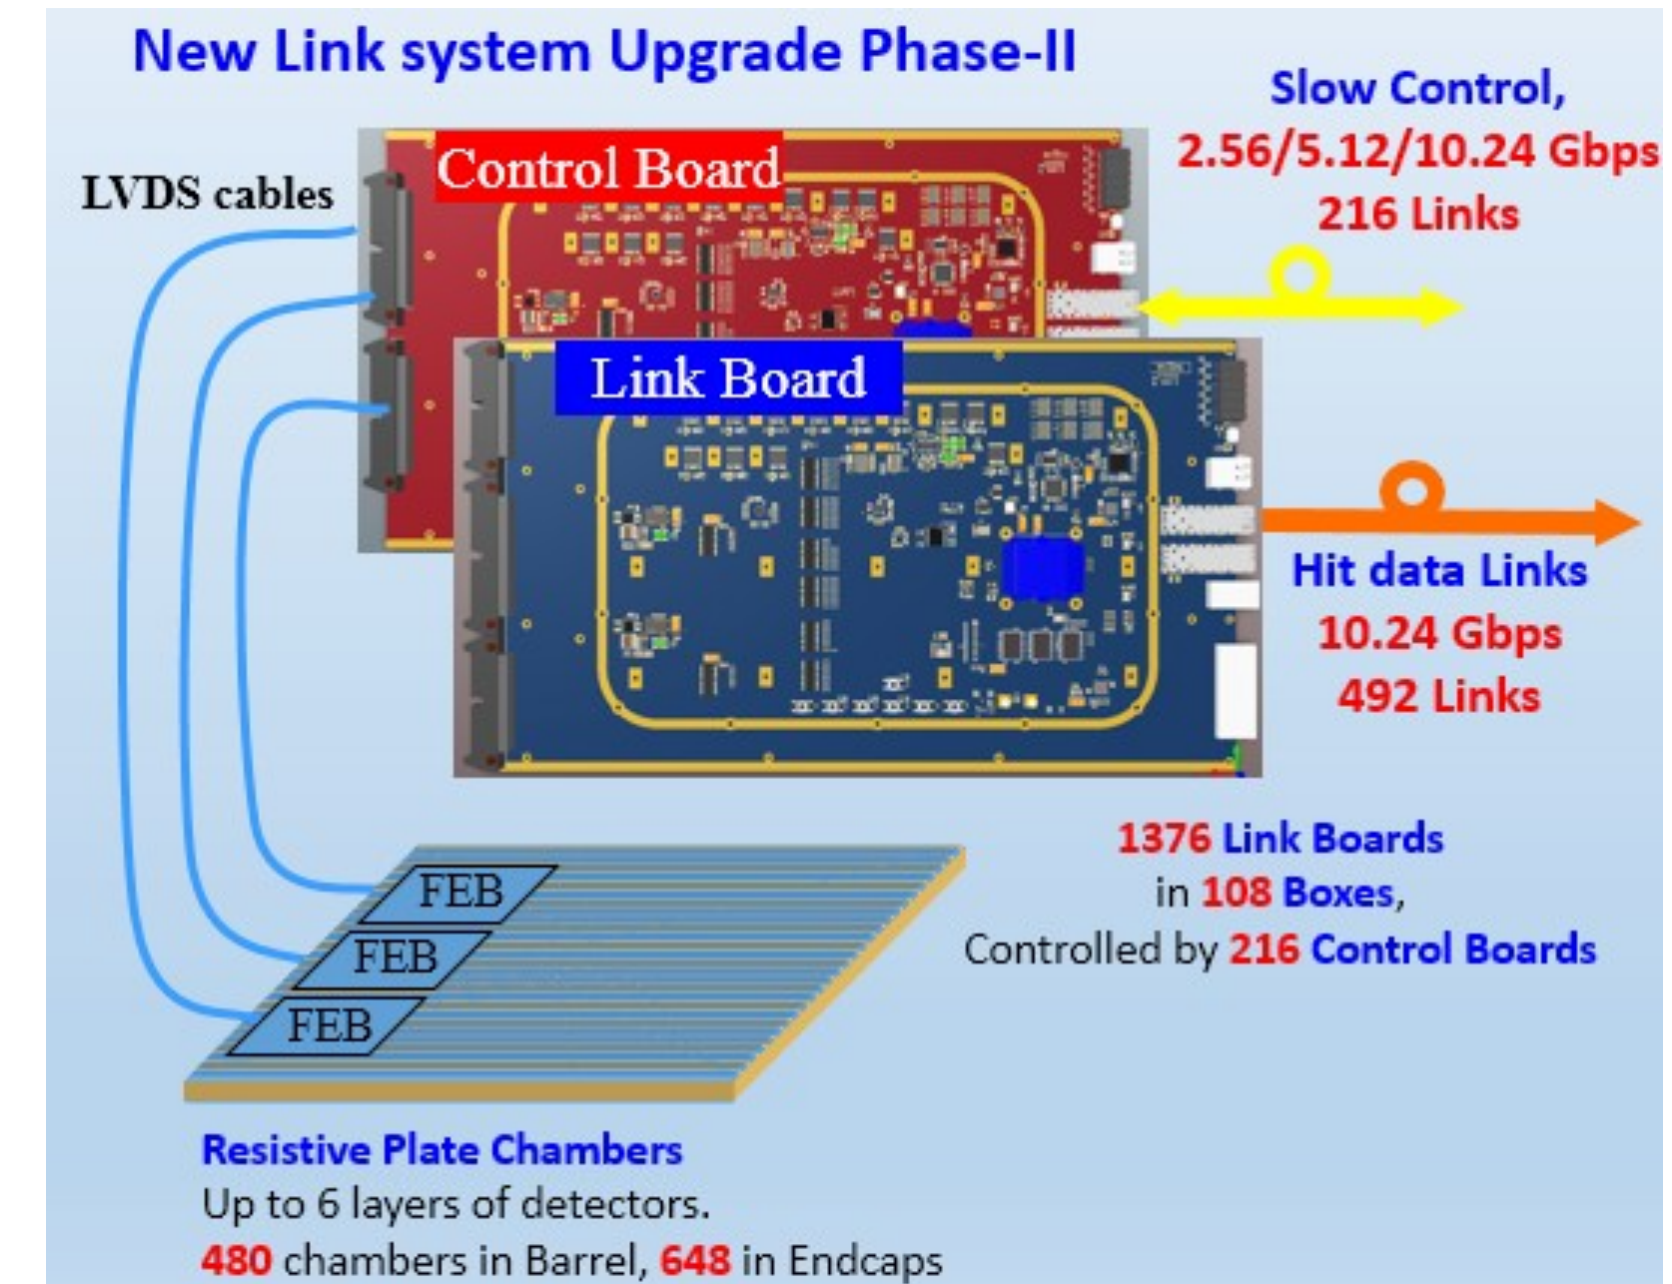 New Link system Upgrade Phase-II
Slow Control,
2.56/5.12/10.24 Gbps
216 Links
LVDS cables
Control Board
Link Board
Hit data Links
10.24 Gbps
492 Links
1376 Link Boards
in 108 Boxes,
Controlled by 216 Control Boards
FEB
FEB
FEB
Resistive Plate Chambers
Up to 6 layers of detectors.
480 chambers in Barrel, 648 in Endcaps